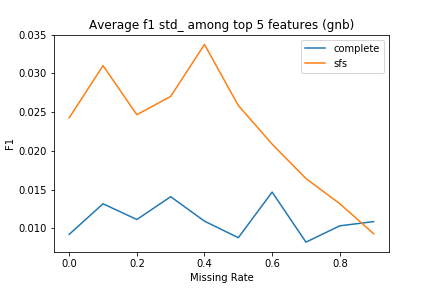 Average f1 std_ among top 5 features (gnb)
complete
sfs
0.035
0.030
0.025
0.020
0.015
0.010
F1
0.0 0.2 0.4 0.6 0.8
Missing Rate